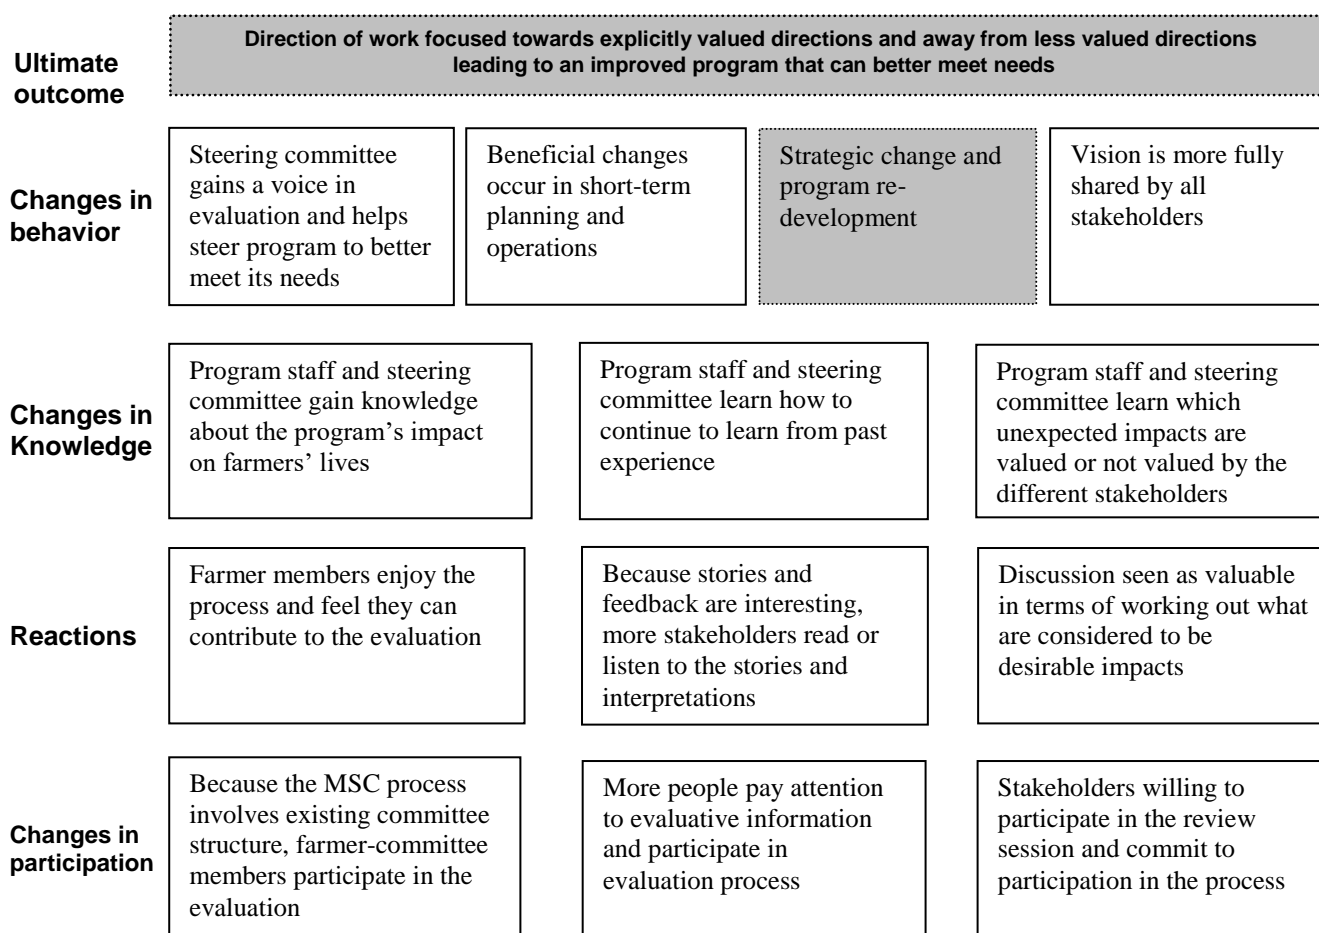 Ultimate
outcome
Direction of work focused towards explicitly valued directions and away from less valued directions
leading to an improved program that can better meet needs
Changes in
behavior
Steering committee
gains a voice in
evaluation and helps
steer program to better
meet its needs
Beneficial changes
occur in short-term
planning and
operations
Strategic change and
program re-
development
Vision is more fully
shared by all
stakeholders
Changes in
Knowledge
Program staff and steering
committee gain knowledge
about the program’s impact
on farmers’ lives
Program staff and steering
committee learn how to
continue to learn from past
experience
Program staff and steering
committee learn which
unexpected impacts are
valued or not valued by the
different stakeholders
Reactions
Farmer members enjoy the
process and feel they can
contribute to the evaluation
Because stories and
feedback are interesting,
more stakeholders read or
listen to the stories and
interpretations
Discussion seen as valuable
in terms of working out what
are considered to be
desirable impacts
Changes in
participation
Because the MSC process
involves existing committee
structure, farmer-committee
members participate in the
evaluation
More people pay attention
to evaluative information
and participate in
evaluation process
Stakeholders willing to
participate in the review
session and commit to
participation in the process